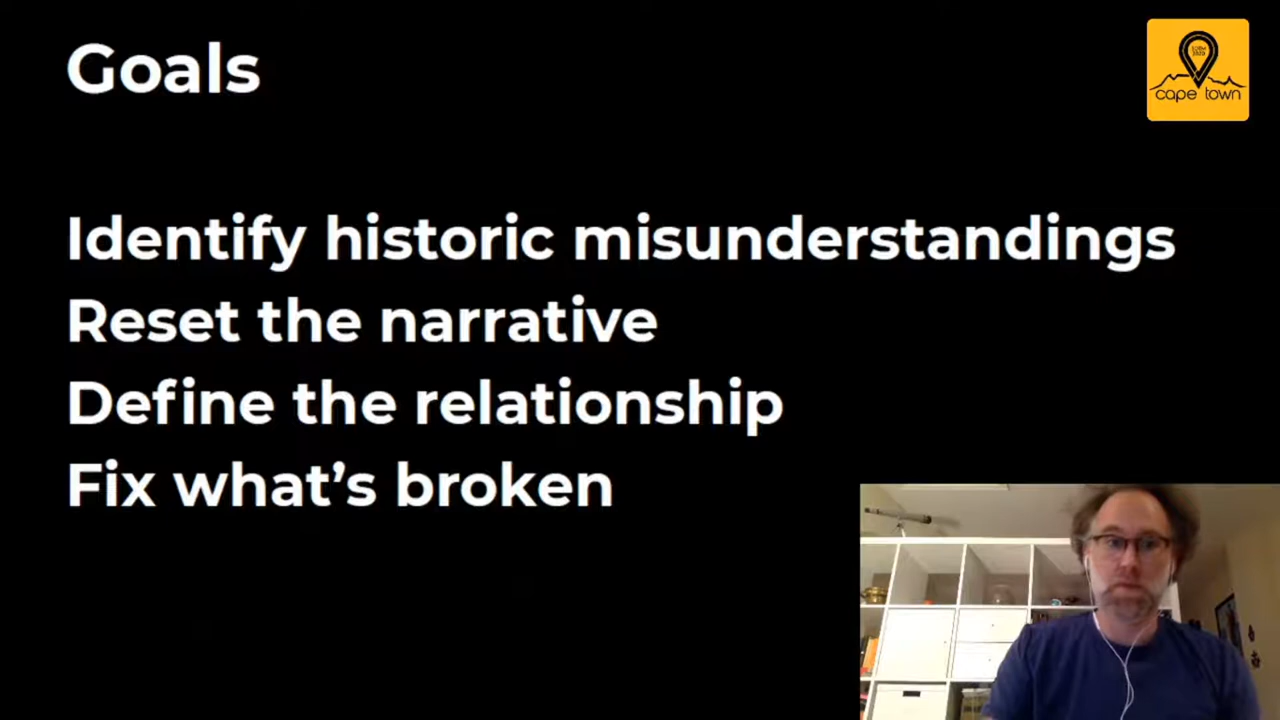 Goals
cape town
Identify historic misunderstandings
Reset the narrative
Define the relationship
Fix what's broken